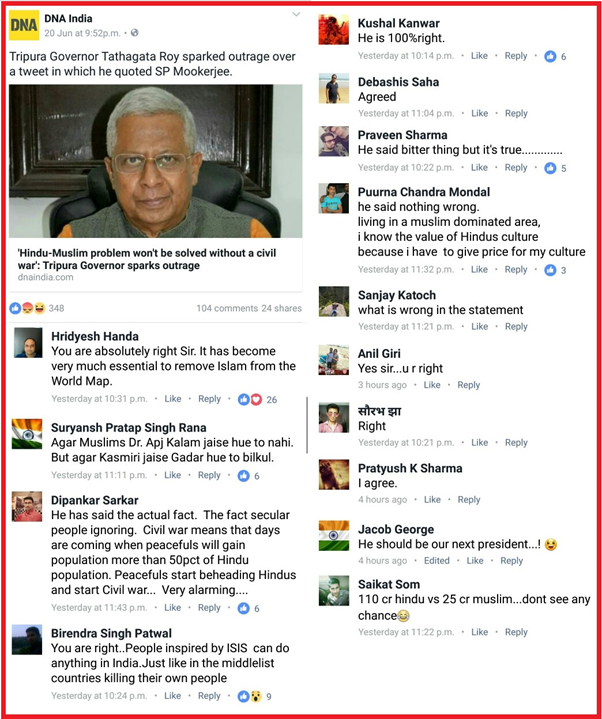 DNA
DNA India
20 Jun at 9:52p.m.
Tripura Governor Tathagata Roy sparked outrage over
a tweet in which he quoted SP Mookerjee.
'Hindu-Muslim problem won't be solved without a civil
war': Tripura Governor sparks outrage
dnaindia.com
348
104 comments 24 shares
Hridyesh Handa
You are absolutely right Sir. It has become
very much essential to remove Islam from the
World Map.
Yesterday at 10:31 p.m. • Like • Reply • 26
Suryansh Pratap Singh Rana
Agar Muslims Dr. Apj Kalam jaise hue to nahi.
But agar Kasmiri jaise Gadar hue to bilkul.
Yesterday at 11:11 p.m. • Like • Reply • 6
Dipankar Sarkar
He has said the actual fact. The fact secular
people ignoring. Civil war means that days
are coming when peacefuls will gain
population more than 50pct of Hindu
population. Peacefuls start beheading Hindus
and start Civil war... Very alarming....
Yesterday at 11:43 p.m. • Like • Reply • 6
Birendra Singh Patwal
You are right..People inspired by ISIS can do
anything in India.Just like in the middlelist
countries killing their own people
Yesterday at 10:24 p.m. • Like • Reply • 9
Kushal Kanwar
He is 100%right.
Yesterday at 10:14 p.m. • Like • Reply • 6
Debashis Saha
Agreed
Yesterday at 11:04 p.m. • Like • Reply
Praveen Sharma
He said bitter thing but it's true.............
Yesterday at 10:22 p.m. • Like • Reply • 5
Puurna Chandra Mondal
he said nothing wrong.
living in a muslim dominated area,
i know the value of Hindus culture
because i have to give price for my culture
Yesterday at 11:32 p.m. • Like • Reply • 3
Sanjay Katoch
what is wrong in the statement
Yesterday at 11:21 p.m. • Like • Reply
Anil Giri
Yes sir...u r right
3 hours ago • Like • Reply
सौरभ झा
Right
Yesterday at 10:21 p.m. • Like • Reply
Pratyush K Sharma
I agree.
4 hours ago • Like • Reply
Jacob George
He should be our next president...! 😉
4 hours ago • Edited • Like • Reply
Saikat Som
110 cr hindu vs 25 cr muslim...dont see any
chance😂
Yesterday at 11:22 p.m. • Like • Reply